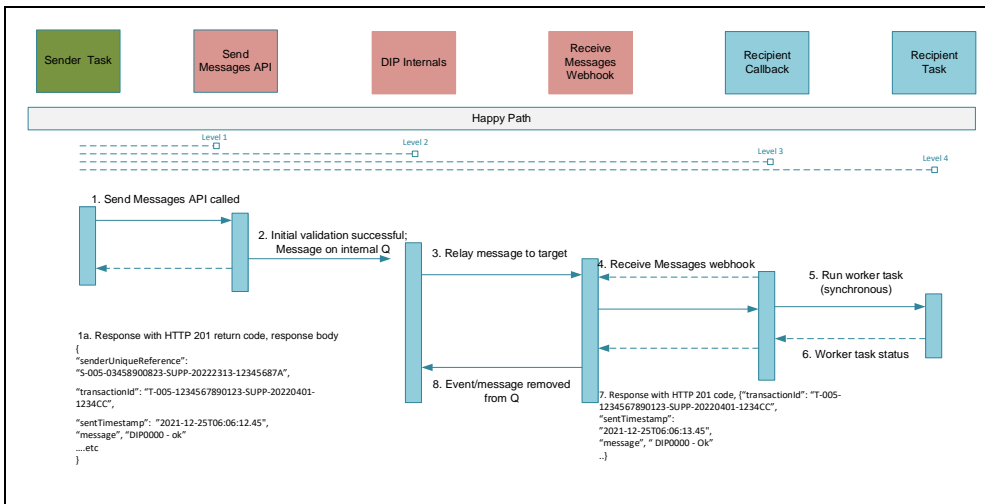 Sender Task
Send
Messages API
DIP Internals
Receive
Messages
Webhook
Recipient
Callback
Recipient
Task
Happy Path
Level 1
Level 2
Level 3
Level 4
1. Send Messages API called
2. Initial validation successful;
Message on internal Q
3. Relay message to target
4. Receive Messages webhook
5. Run worker task
(synchronous)
6. Worker task status
1a. Response with HTTP 201 return code, response body
{
"senderUniqueReference":
"S-005-03458900823-SUPP-20222313-12345687A",
"transactionId": "T-005-1234567890123-SUPP-20220401-
1234CC",
"sentTimestamp": "2021-12-25T06:06:12.45",
"message", "DIP0000 - ok"
....etc
}
8. Event/message removed
from Q
7. Response with HTTP 201 code, {"transactionId": "T-005-
1234567890123-SUPP-20220401-1234CC",
"sentTimestamp":
"2021-12-25T06:06:13.45",
"message", " DIP0000 - Ok"
..}